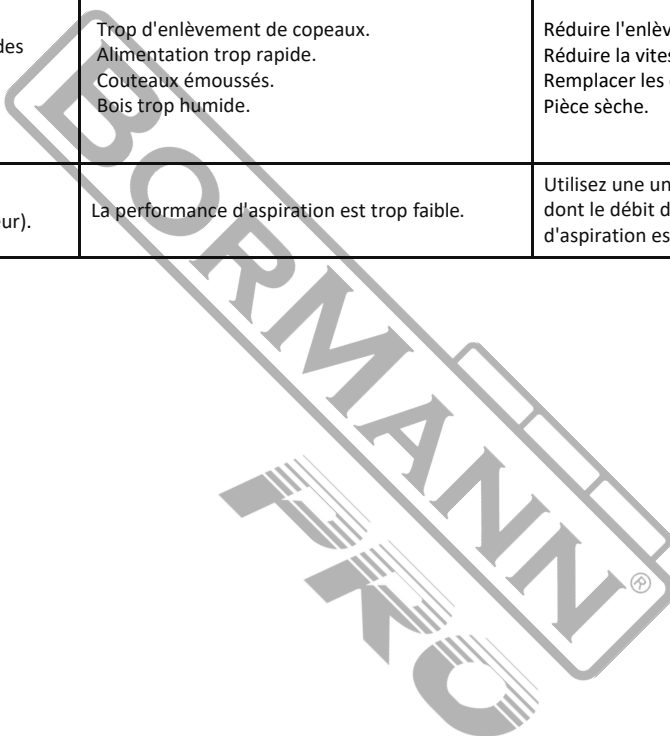 des
Trop d'enlèvement de copeaux.
Alimentation trop rapide.
Couteaux émoussés.
Bois trop humide.
Réduire l'enlèv
Réduire la vites
Remplacer les
Pièce sèche.
eur).
La performance d'aspiration est trop faible.
Utilisez une un
dont le débit d
d'aspiration es
BORMANN®
PRO